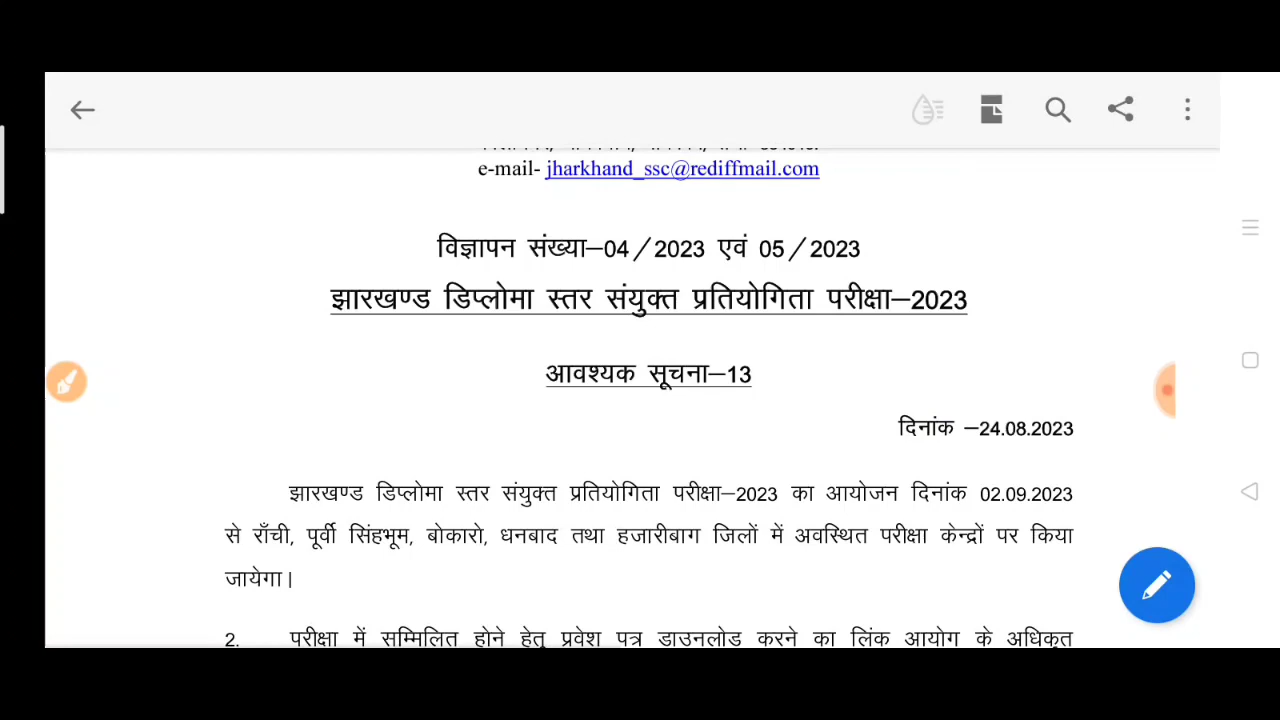 e-mail- jharkhand_ssc@rediffmail.com
विज्ञापन संख्या–04/2023 एवं 05/2023
झारखण्ड डिप्लोमा स्तर संयुक्त प्रतियोगिता परीक्षा–2023
आवश्यक सूचना–13
दिनांक –24.08.2023
झारखण्ड डिप्लोमा स्तर संयुक्त प्रतियोगिता परीक्षा–2023 का आयोजन दिनांक 02.09.2023
से राँची, पूर्वी सिंहभूम, बोकारो, धनबाद तथा हजारीबाग जिलों में अवस्थित परीक्षा केन्द्रों पर किया
जायेगा।
2. परीक्षा में सम्मिलित होने हेतु प्रवेश पत्र डाउनलोड करने का लिंक आयोग के अधिकृत